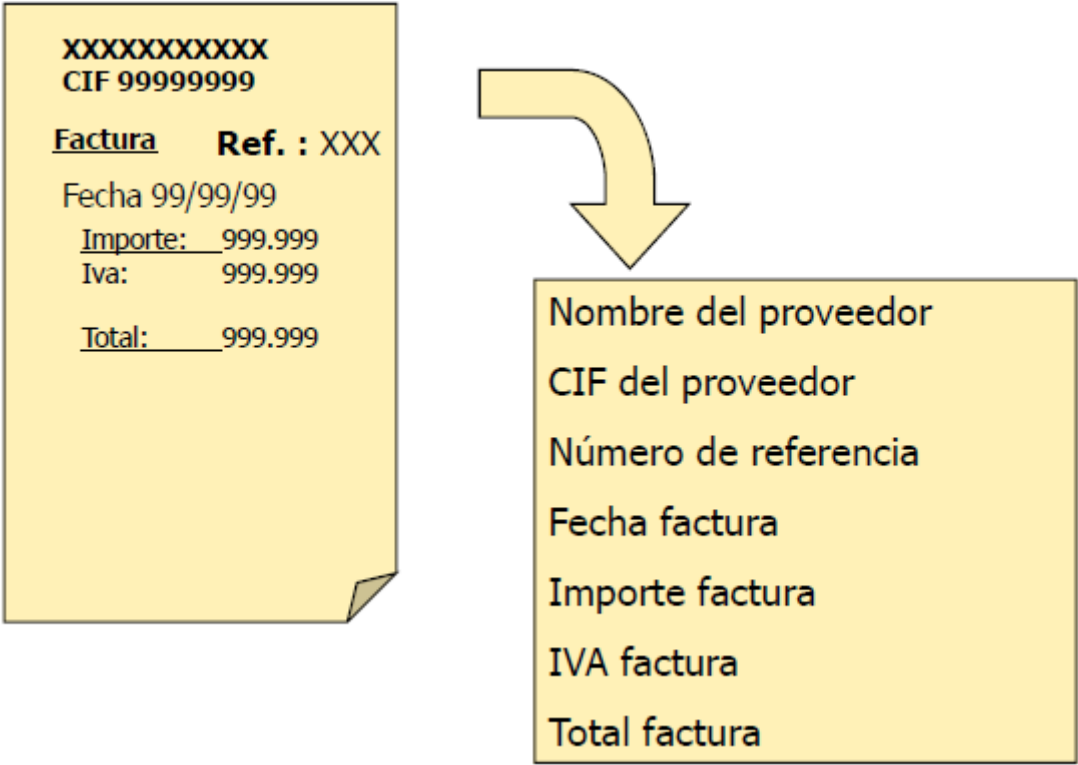 XXXXXXXXXXX
CIF 99999999
Factura Ref. : XXX
Fecha 99/99/99
Importe: 999.999
Iva: 999.999
Total: 999.999
Nombre del proveedor
CIF del proveedor
Número de referencia
Fecha factura
Importe factura
IVA factura
Total factura